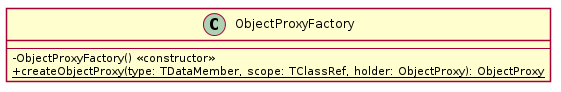 C ObjectProxyFactory
-ObjectProxyFactory() «constructor»
+createObjectProxy(type: TDataMember, scope: TClassRef, holder: ObjectProxy): ObjectProxy